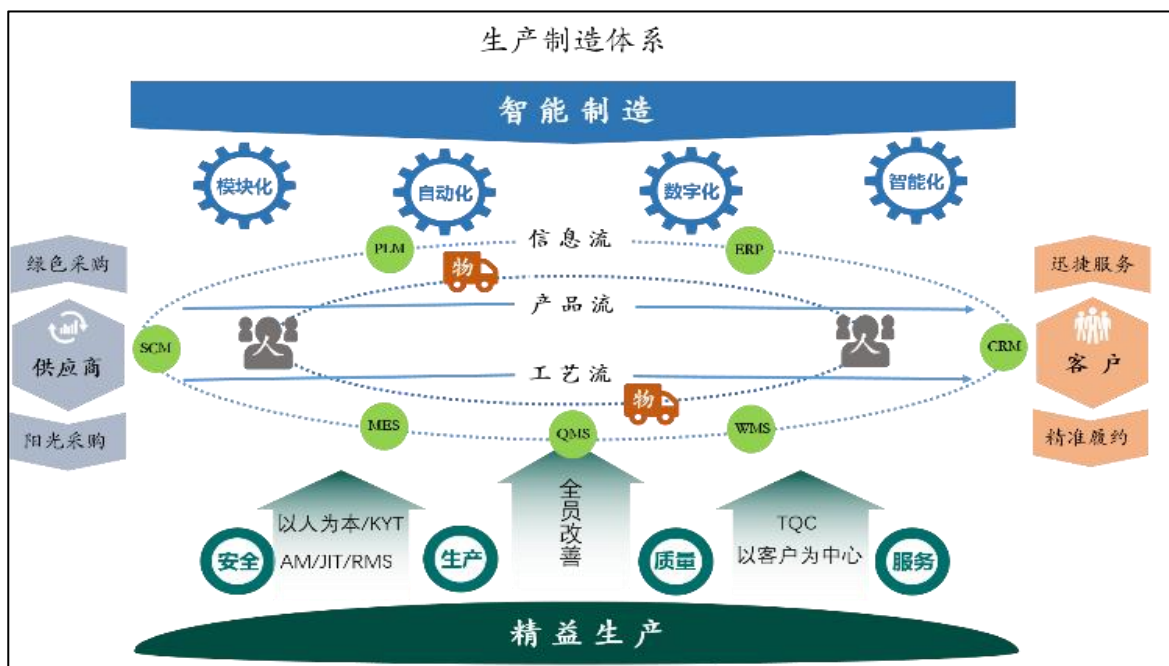 生产制造体系
智能制造
模块化
自动化
数字化
智能化
PLM
信息流
ERP
绿色采购
物
迅捷服务
产品流
SCM
人
人
CRM
供应商
客户
工艺流
物
MES
QMS
WMS
阳光采购
精准履约
全员改善
以人为本/KYT
TQC
安全
AM/JIT/RMS
生产
质量
以客户为中心
服务
精益生产